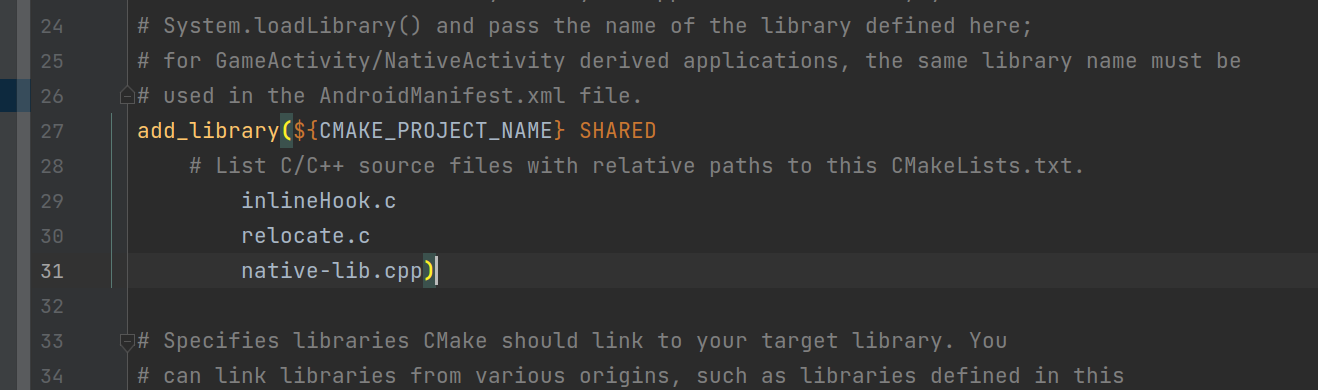 24 # System.loadLibrary() and pass the name of the library defined here;
25 # for GameActivity/NativeActivity derived applications, the same library name must be
26 # used in the AndroidManifest.xml file.
27 add_library(${CMAKE_PROJECT_NAME} SHARED
28     # List C/C++ source files with relative paths to this CMakeLists.txt.
29         inlineHook.c
30         relocate.c
31         native-lib.cpp)
32
33 # Specifies libraries CMake should link to your target library. You
34 # can link libraries from various origins, such as libraries defined in this